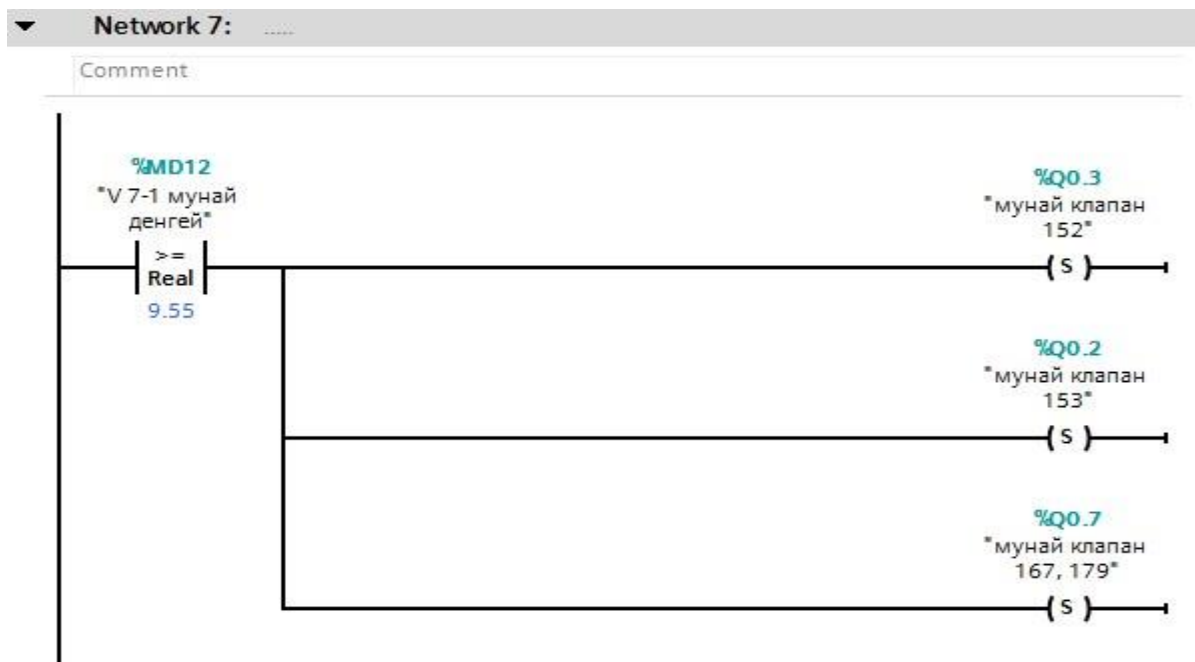 Network 7: .....
Comment
%MD12
"V 7-1 мунай
денгей"
>=
Real
9.55
%Q0.3
"мунай клапан
152"
S
%Q0.2
"мунай клапан
153"
S
%Q0.7
"мунай клапан
167, 179"
S